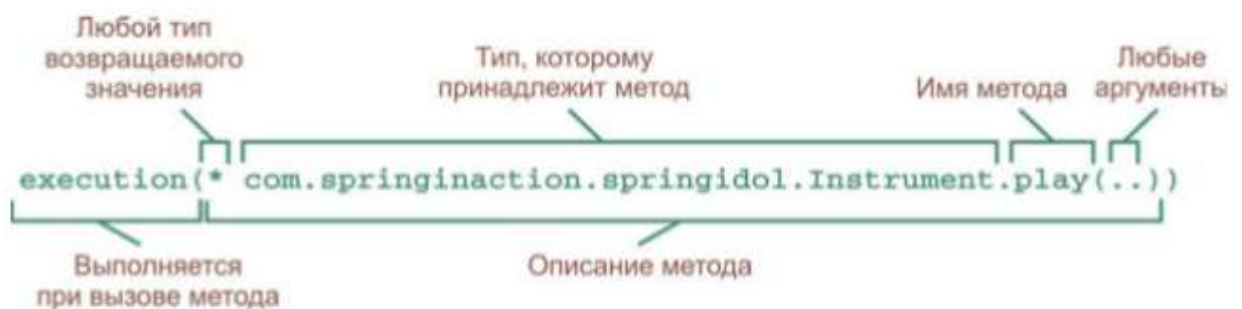 Любой тип
возвращаемого
значения
Тип, которому
принадлежит метод
Имя метода
Любые
аргументы
execution(* com.springinaction.springidol.Instrument.play(..))
Выполняется
при вызове метода
Описание метода